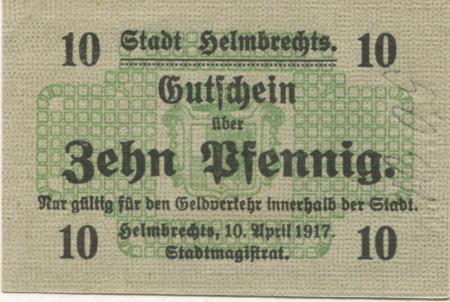 10 Stadt Helmbrechts. 10
Gutschein
über
Zehn Pfennig.
Nur gültig für den Geldverkehr innerhalb der Stadt.
10 Helmbrechts, 10. April 1917. 10
Stadtmagistrat.